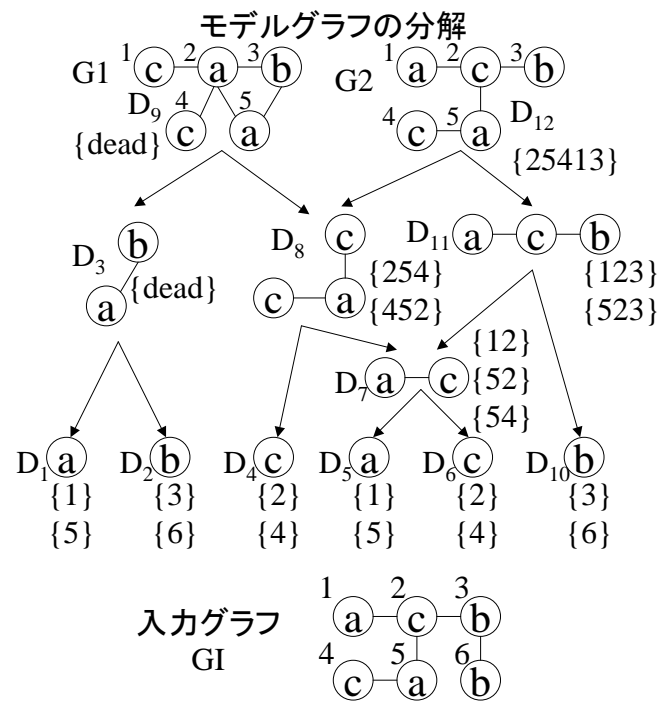 モデルグラフの分解
G1 1 c 2 a 3 b
G2 1 a 2 c 3 b
D9 4 c 5 a
4 c 5 a D12
{dead}
{25413}
D3 b a {dead}
D8 c c a {254}
{452}
D11 a c b {123}
{523}
D7 a c {12}
{52}
{54}
D1 a D2 b D4 c D5 a D6 c D10 b
{1} {3} {2} {1} {2} {3}
{5} {6} {4} {5} {4} {6}
入力グラフ
GI
1 a 2 c 3 b
4 c 5 a 6 b